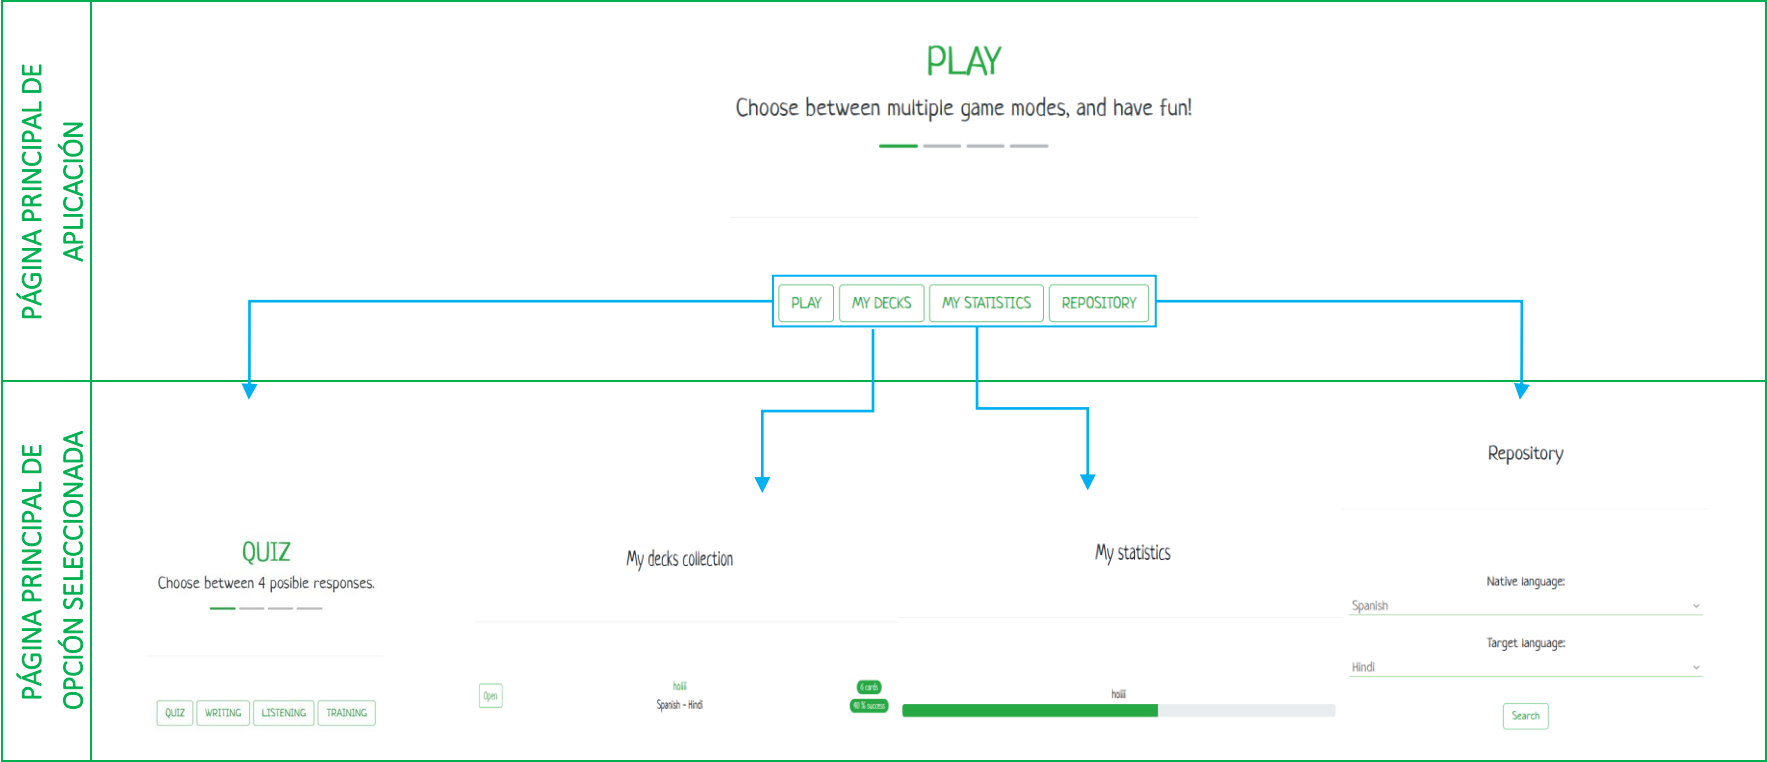 PÁGINA PRINCIPAL DE
APLICACIÓN
PLAY
Choose between multiple game modes, and have fun!
PLAY
MY DECKS
MY STATISTICS
REPOSITORY
PÁGINA PRINCIPAL DE
OPCIÓN SELECCIONADA
QUIZ
Choose between 4 posible responses.
QUIZ
WRITING
LISTENING
TRAINING
My decks collection
Open
Spanish - Hindi
6 cards
90 % success
My statistics
Repository
Native language:
Spanish
Target language:
Hindi
Search